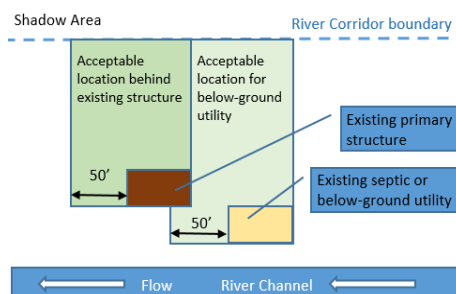 Shadow Area
River Corridor boundary
Acceptable
location behind
existing structure
Acceptable
location for
below-ground
utility
Existing primary
structure
50’
Existing septic or
below-ground utility
50’
Flow
River Channel